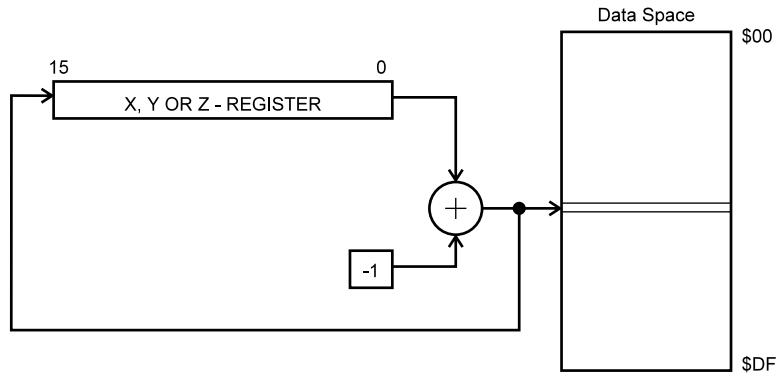 Data Space
$00
15
0
X, Y OR Z - REGISTER
+
-1
$DF